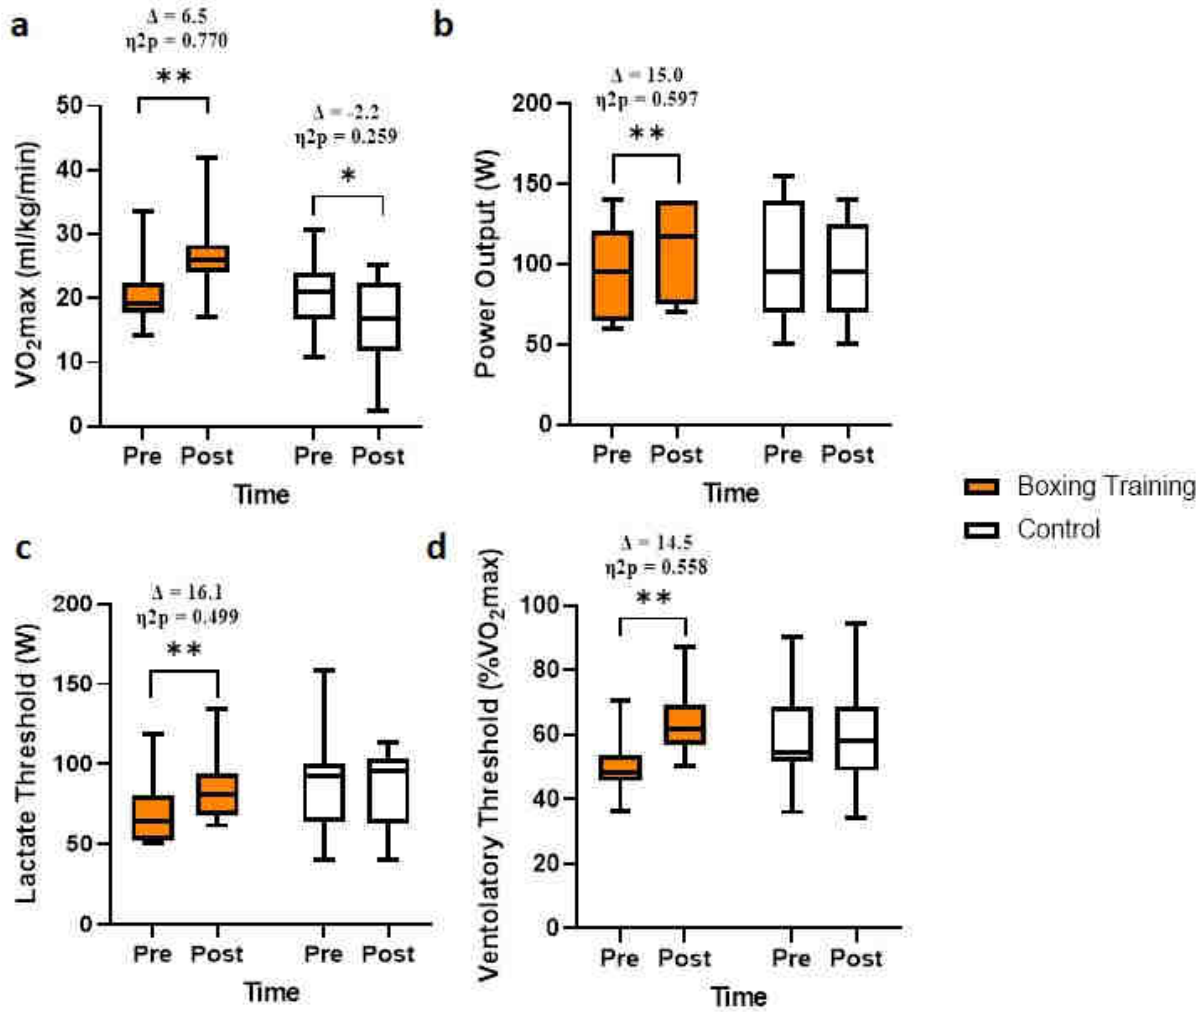 a
Δ = 6.5
η2p = 0.770
**
Δ = -2.2
η2p = 0.259
*
VO₂max (ml/kg/min)
50
40
30
20
10
0
Pre Post Pre Post
Time
b
Δ = 15.0
η2p = 0.597
**
Power Output (W)
200
150
100
50
0
Pre Post Pre Post
Time
Boxing Training
Control
c
Δ = 16.1
η2p = 0.499
**
Lactate Threshold (W)
200
150
100
50
0
Pre Post Pre Post
Time
d
Δ = 14.5
η2p = 0.558
**
Ventolatory Threshold (%VO₂max)
100
80
60
40
20
0
Pre Post Pre Post
Time